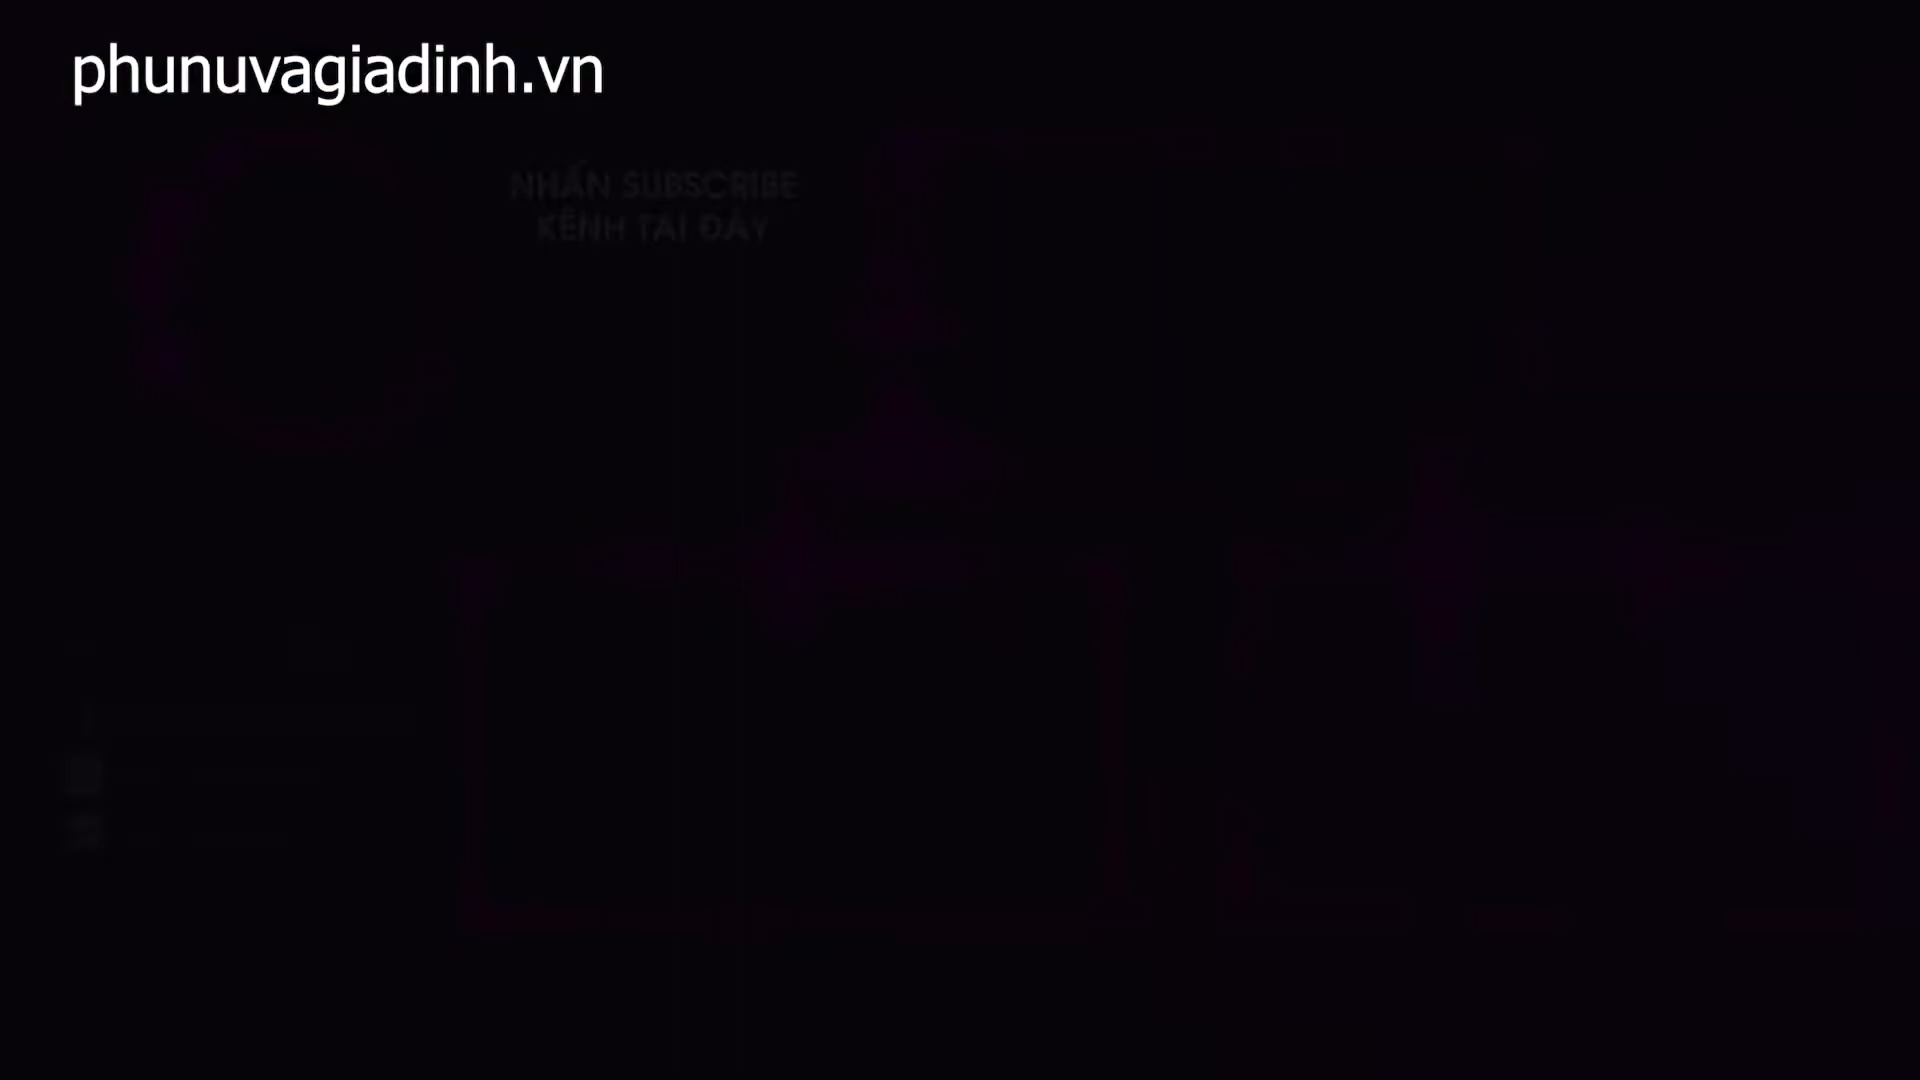 phunuvagiadinh.vn
NHẤN SUBSCRIBE
KÊNH TẠI ĐÂY